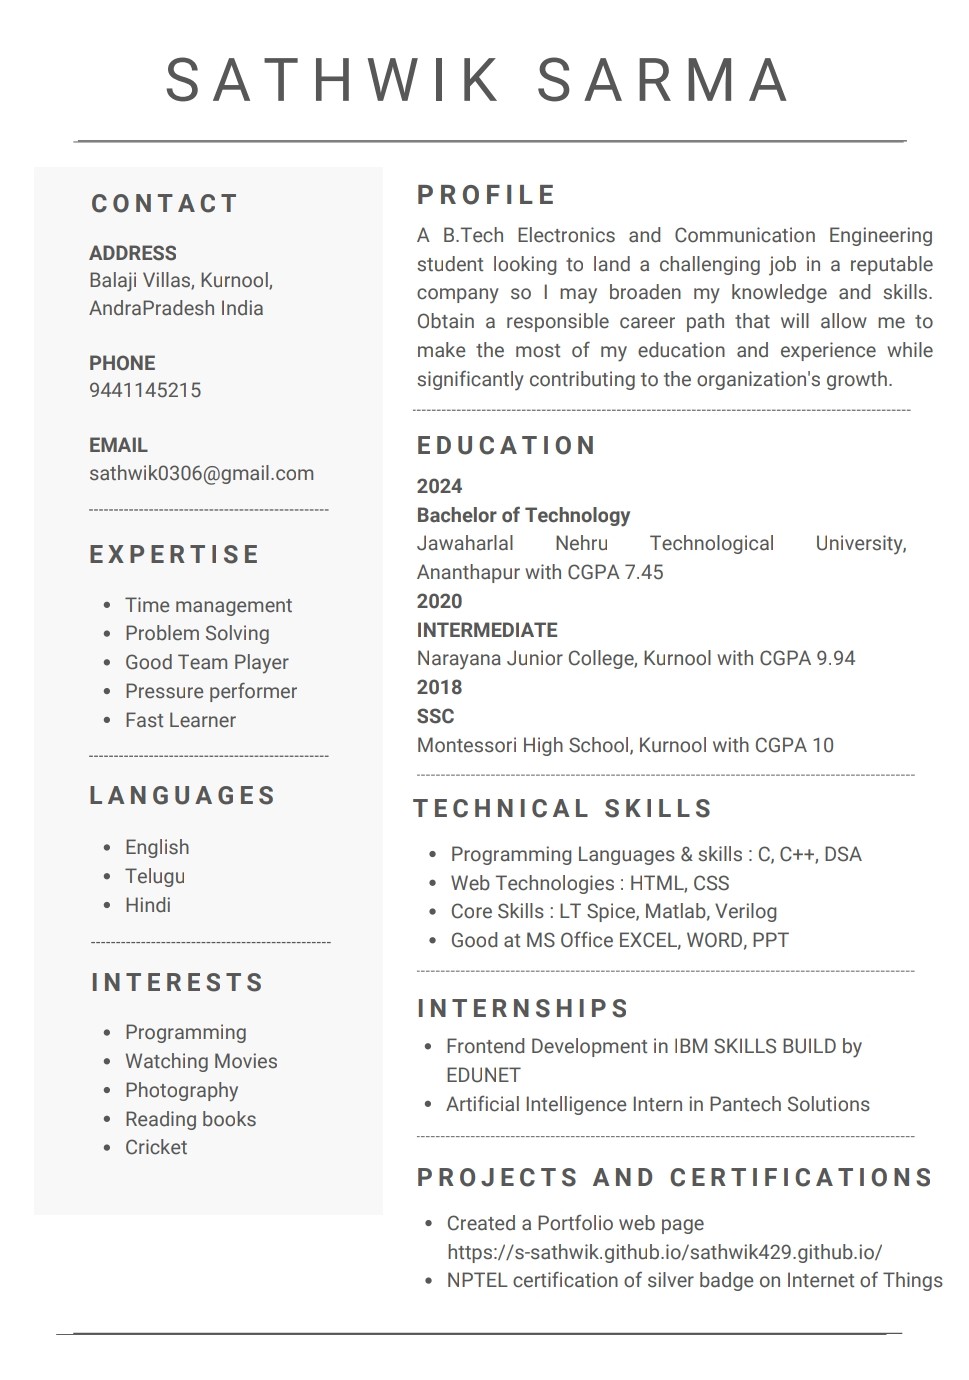 SATHWIK SARMA
CONTACT
ADDRESS
Balaji Villas, Kurnool,
AndraPradesh India
PHONE
9441145215
EMAIL
sathwik0306@gmail.com
EXPERTISE
• Time management
• Problem Solving
• Good Team Player
• Pressure performer
• Fast Learner
LANGUAGES
• English
• Telugu
• Hindi
INTERESTS
• Programming
• Watching Movies
• Photography
• Reading books
• Cricket
PROFILE
A B.Tech Electronics and Communication Engineering
student looking to land a challenging job in a reputable
company so I may broaden my knowledge and skills.
Obtain a responsible career path that will allow me to
make the most of my education and experience while
significantly contributing to the organization's growth.
EDUCATION
2024
Bachelor of Technology
Jawaharlal Nehru Technological University,
Ananthapur with CGPA 7.45
2020
INTERMEDIATE
Narayana Junior College, Kurnool with CGPA 9.94
2018
SSC
Montessori High School, Kurnool with CGPA 10
TECHNICAL SKILLS
• Programming Languages & skills : C, C++, DSA
• Web Technologies : HTML, CSS
• Core Skills : LT Spice, Matlab, Verilog
• Good at MS Office EXCEL, WORD, PPT
INTERNSHIPS
• Frontend Development in IBM SKILLS BUILD by
EDUNET
• Artificial Intelligence Intern in Pantech Solutions
PROJECTS AND CERTIFICATIONS
• Created a Portfolio web page
https://s-sathwik.github.io/sathwik429.github.io/
• NPTEL certification of silver badge on Internet of Things